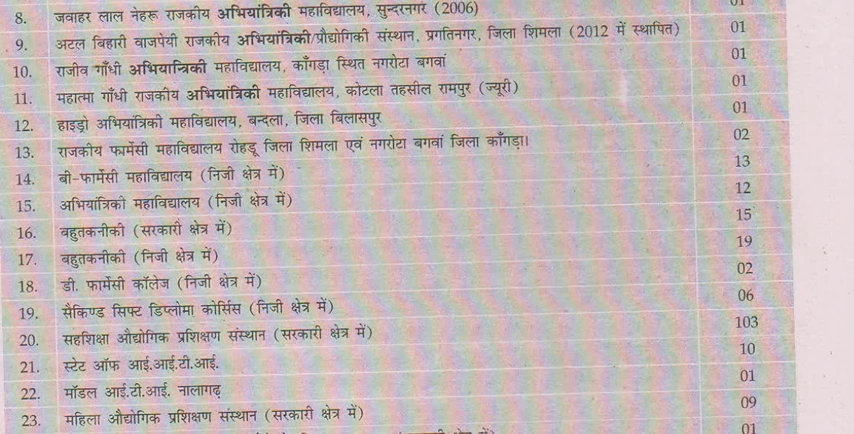 8. जवाहर लाल नेहरू राजकीय अभियांत्रिकी महाविद्यालय, सुन्दरनगर (2006) 01
9. अटल बिहारी वाजपेयी राजकीय अभियांत्रिकी/प्रौद्योगिकी संस्थान, प्रगतिनगर, जिला शिमला (2012 में स्थापित) 01
10. राजीव गाँधी अभियान्त्रिकी महाविद्यालय, काँगड़ा स्थित नगरोटा बगवां 01
11. महात्मा गाँधी राजकीय अभियांत्रिकी महाविद्यालय, कोटला तहसील रामपुर (ज्यूरी) 01
12. हाइड्रो अभियांत्रिकी महाविद्यालय, बन्दला, जिला बिलासपुर 01
13. राजकीय फार्मेसी महाविद्यालय रोहडू जिला शिमला एवं नगरोटा बगवां जिला काँगड़ा। 02
14. बी-फार्मेसी महाविद्यालय (निजी क्षेत्र में) 13
15. अभियांत्रिकी महाविद्यालय (निजी क्षेत्र में) 12
16. बहुतकनीकी (सरकारी क्षेत्र में) 15
17. बहुतकनीकी (निजी क्षेत्र में) 19
18. डी. फार्मेसी कॉलेज (निजी क्षेत्र में) 02
19. सैकिण्ड सिफ्ट डिप्लोमा कोर्सिस (निजी क्षेत्र में) 06
20. सहशिक्षा औद्योगिक प्रशिक्षण संस्थान (सरकारी क्षेत्र में) 103
21. स्टेट ऑफ आई.आई.टी.आई. 10
22. मॉडल आई.टी.आई. नालागढ़ 01
23. महिला औद्योगिक प्रशिक्षण संस्थान (सरकारी क्षेत्र में) 09
01